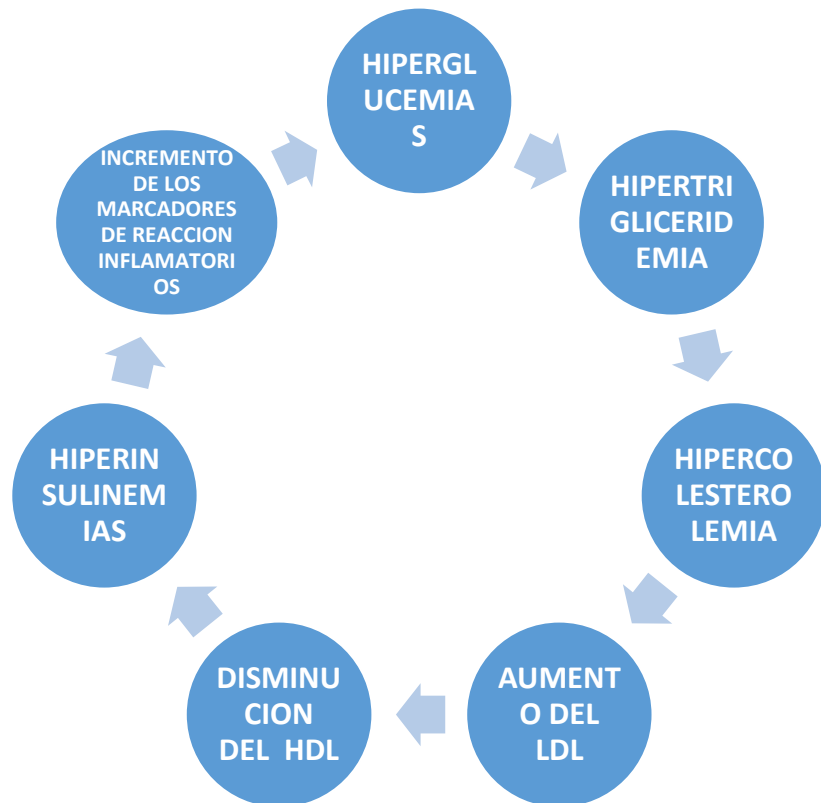 HIPERGL
UCEMIA
S
HIPERTRI
GLICERID
EMIA
HIPERCO
LESTERO
LEMIA
AUMENT
O DEL
LDL
DISMINU
CION
DEL HDL
HIPERIN
SULINEM
IAS
INCREMENTO
DE LOS
MARCADORES
DE REACCION
INFLAMATORI
OS